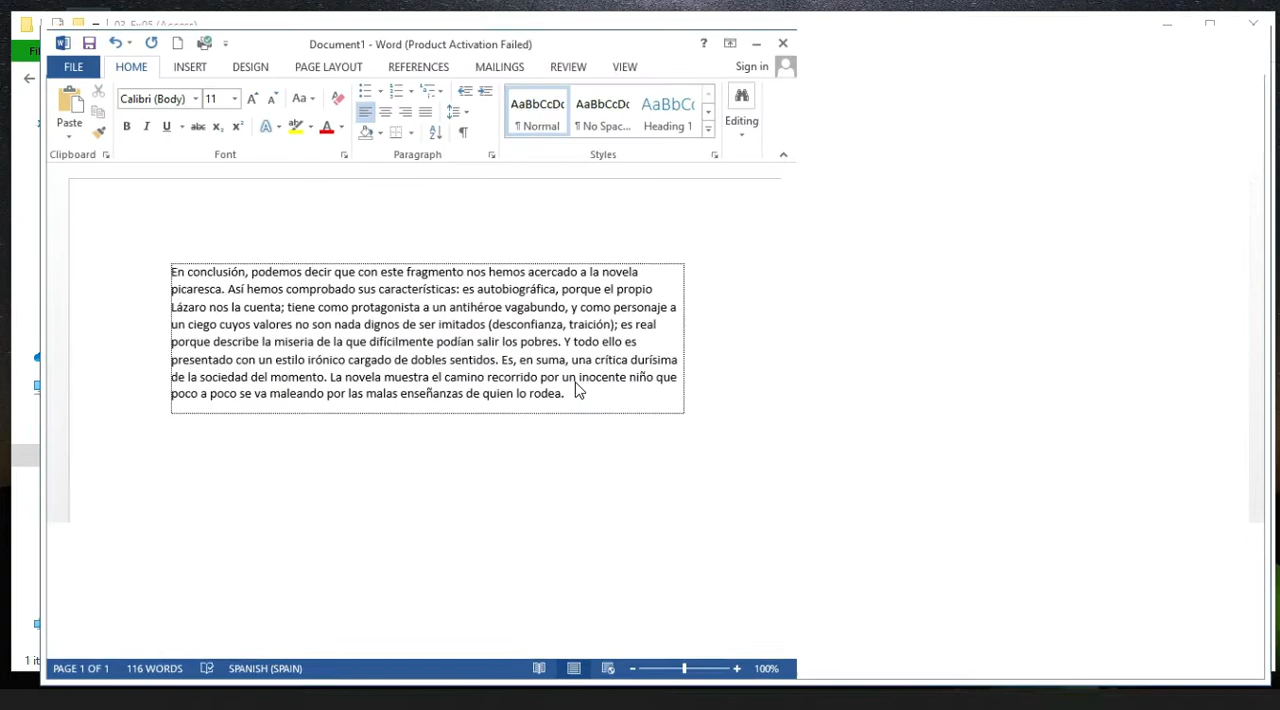 03_Ex05 (Access)
Document1 - Word (Product Activation Failed)
?
FILE
HOME
INSERT
DESIGN
PAGE LAYOUT
REFERENCES
MAILINGS
REVIEW
VIEW
Sign in
Paste
Calibri (Body)
11
Aa
B I U abc X₂ X²
A
AaBbCcDc
¶ Normal
AaBbCcDc
¶ No Spac...
AaBbCc
Heading 1
Editing
Clipboard
Font
Paragraph
Styles
En conclusión, podemos decir que con este fragmento nos hemos acercado a la novela
picaresca. Así hemos comprobado sus características: es autobiográfica, porque el propio
Lázaro nos la cuenta; tiene como protagonista a un antihéroe vagabundo, y como personaje a
un ciego cuyos valores no son nada dignos de ser imitados (desconfianza, traición); es real
porque describe la miseria de la que difícilmente podían salir los pobres. Y todo ello es
presentado con un estilo irónico cargado de dobles sentidos. Es, en suma, una crítica durísima
de la sociedad del momento. La novela muestra el camino recorrido por un inocente niño que
poco a poco se va maleando por las malas enseñanzas de quien lo rodea.
PAGE 1 OF 1
116 WORDS
SPANISH (SPAIN)
100%